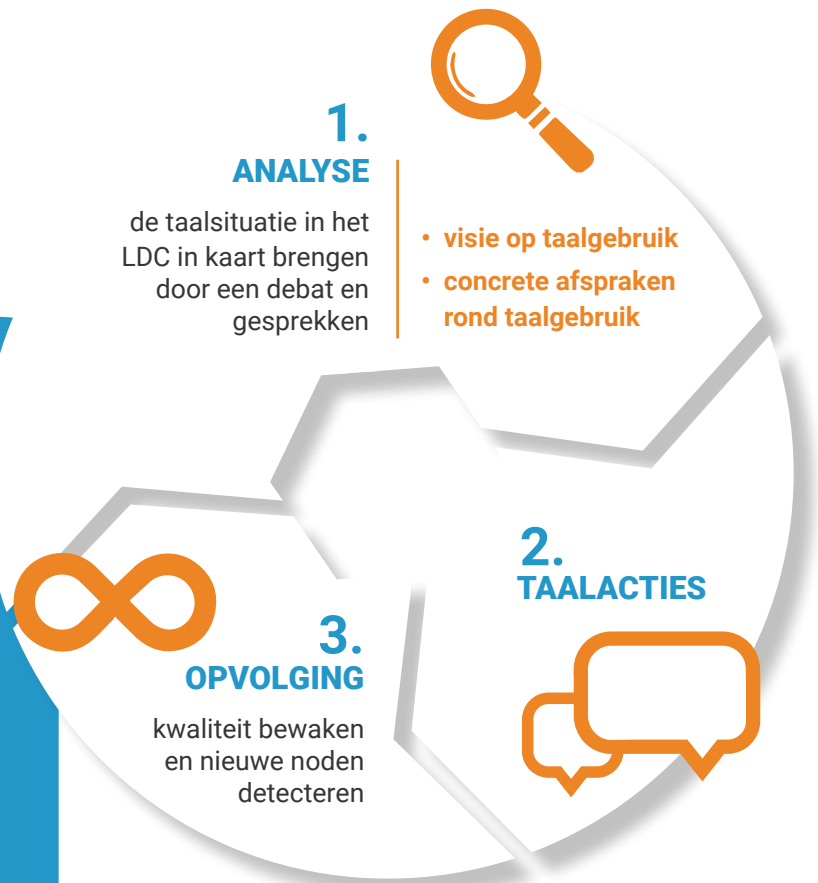 1.
ANALYSE
de taalsituatie in het
LDC in kaart brengen
door een debat en
gesprekken
• visie op taalgebruik
• concrete afspraken
rond taalgebruik
2.
TAALACTIES
3.
OPVOLGING
kwaliteit bewaken
en nieuwe noden
detecteren